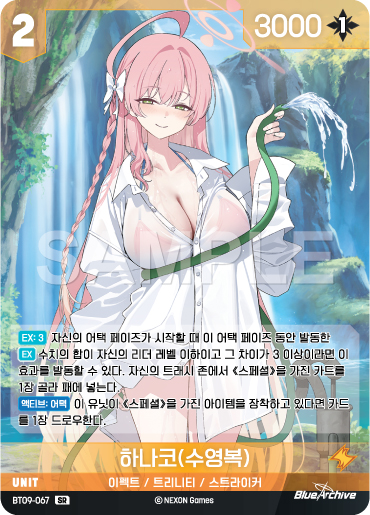 2
3000 1
SAMPLE
EX: 3 자신의 어택 페이즈가 시작할 때 이 어택 페이즈 동안 발동한
EX 수치의 합이 자신의 리더 레벨 이하이고 그 차이가 3 이상이라면 이
효과를 발동할 수 있다. 자신의 트래시 존에서 《스페셜》을 가진 카드를
1장 골라 패에 넣는다.
액티브: 어택 이 유닛이 《스페셜》을 가진 아이템을 장착하고 있다면 카드
를 1장 드로우한다.
하나코(수영복)
UNIT
이펙트 / 트리니티 / 스트라이커
BT09-067 SR
© NEXON Games
BlueArchive